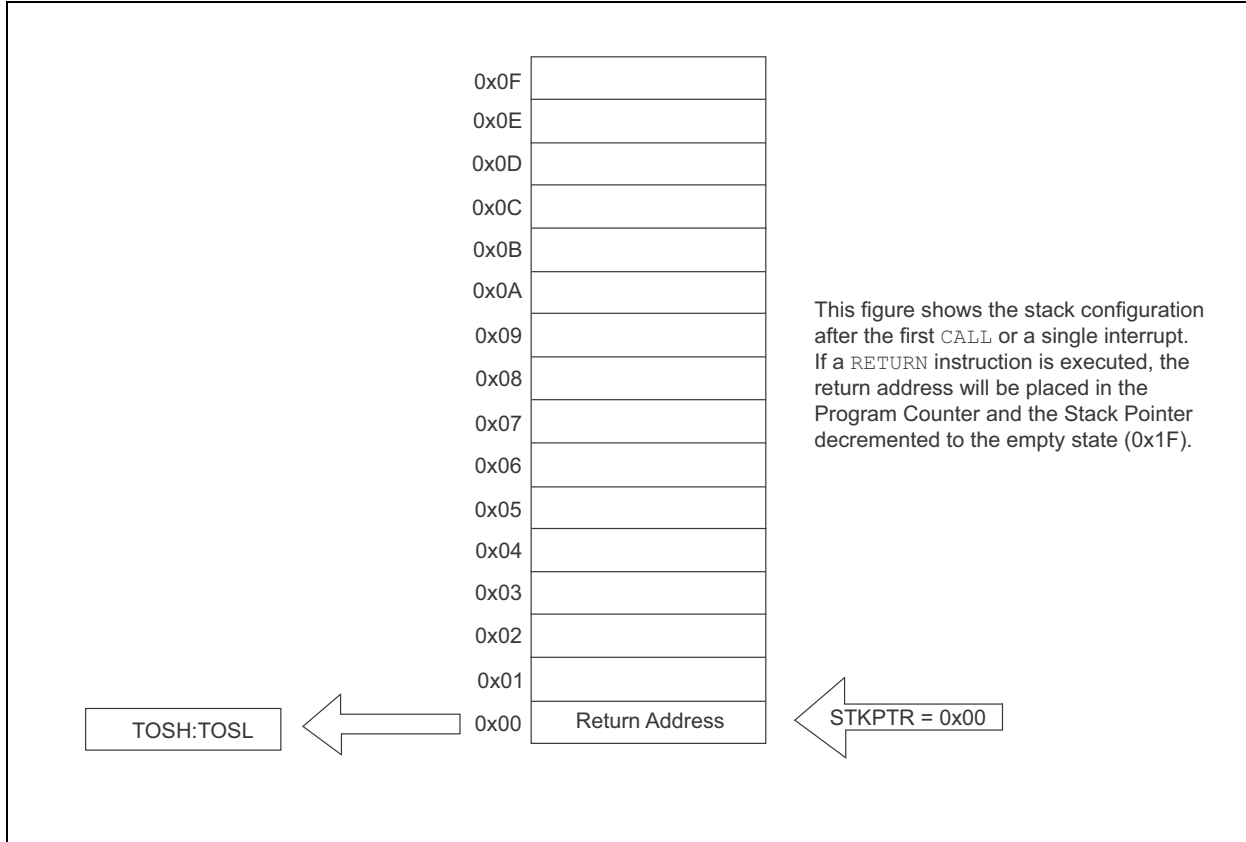 0x0F
0x0E
0x0D
0x0C
0x0B
0x0A
0x09
0x08
0x07
0x06
0x05
0x04
0x03
0x02
0x01
0x00
Return Address
TOSH:TOSL
STKPTR = 0x00
This figure shows the stack configuration
after the first CALL or a single interrupt.
If a RETURN instruction is executed, the
return address will be placed in the
Program Counter and the Stack Pointer
decremented to the empty state (0x1F).